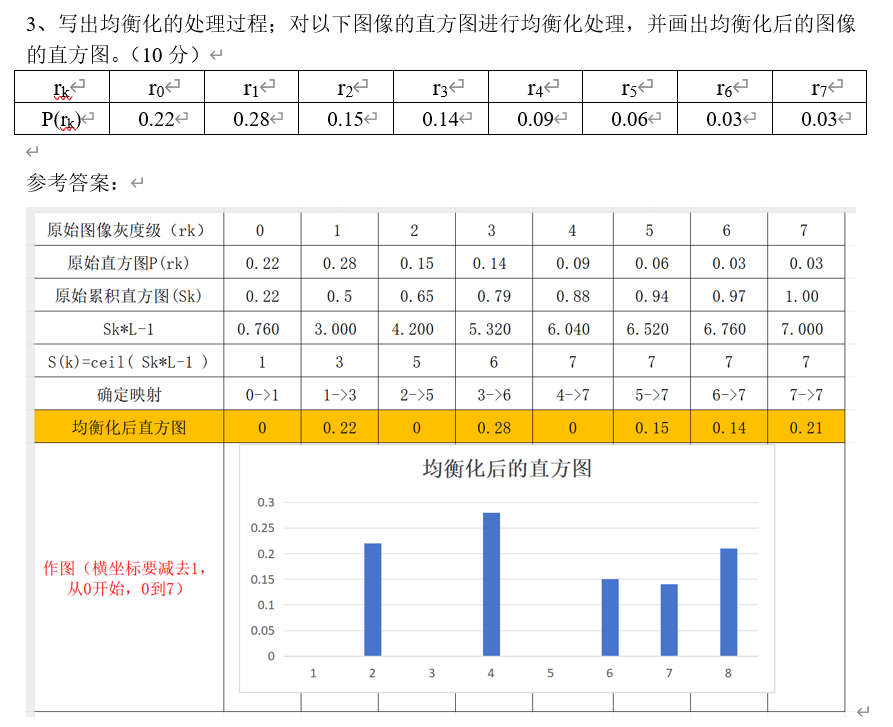 3、写出均衡化的处理过程；对以下图像的直方图进行均衡化处理，并画出均衡化后的图像
的直方图。（10 分）
rk r0 r1 r2 r3 r4 r5 r6 r7
P(rk) 0.22 0.28 0.15 0.14 0.09 0.06 0.03 0.03
参考答案：
原始图像灰度级（rk） 0 1 2 3 4 5 6 7
原始直方图P(rk) 0.22 0.28 0.15 0.14 0.09 0.06 0.03 0.03
原始累积直方图(Sk) 0.22 0.5 0.65 0.79 0.88 0.94 0.97 1.00
Sk*L-1 0.760 3.000 4.200 5.320 6.040 6.520 6.760 7.000
S(k)=ceil( Sk*L-1 ) 1 3 5 6 7 7 7 7
确定映射 0->1 1->3 2->5 3->6 4->7 5->7 6->7 7->7
均衡化后直方图 0 0.22 0 0.28 0 0.15 0.14 0.21
作图（横坐标要减去1，
从0开始，0到7）
均衡化后的直方图
0.3
0.25
0.2
0.15
0.1
0.05
0
1 2 3 4 5 6 7 8